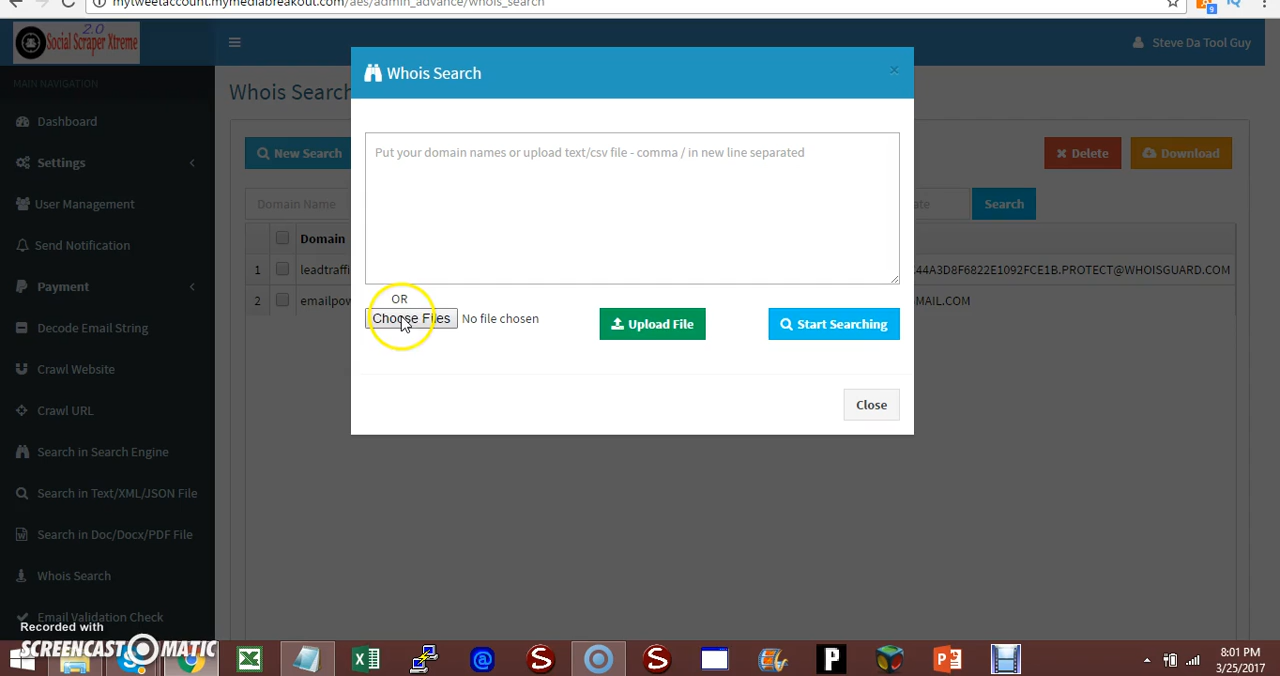 mytweetaccount.mymediabreakout.com/aes/admin_advance/whois_search
9
2.0
Social Scraper Xtreme
Steve Da Tool Guy
MAIN NAVIGATION
Dashboard
Settings
User Management
Send Notification
Payment
Decode Email String
Crawl Website
Crawl URL
Search in Search Engine
Search in Text/XML/JSON File
Search in Doc/Docx/PDF File
Whois Search
Email Validation Check
Whois Search
New Search
Delete
Download
Domain Name
Search
Domain
1
44A3D8F6822E1092FCE1B.PROTECT@WHOISGUARD.COM
2
Whois Search
×
Put your domain names or upload text/csv file - comma / in new line separated
OR
Choose Files No file chosen
Upload File
Start Searching
Close
Recorded with
SCREENCAST MATIC
8:01 PM
3/25/2017